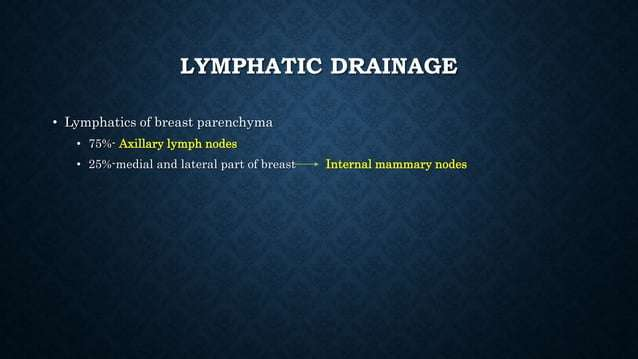 LYMPHATIC DRAINAGE
• Lymphatics of breast parenchyma
• 75%- Axillary lymph nodes
• 25%-medial and lateral part of breast Internal mammary nodes